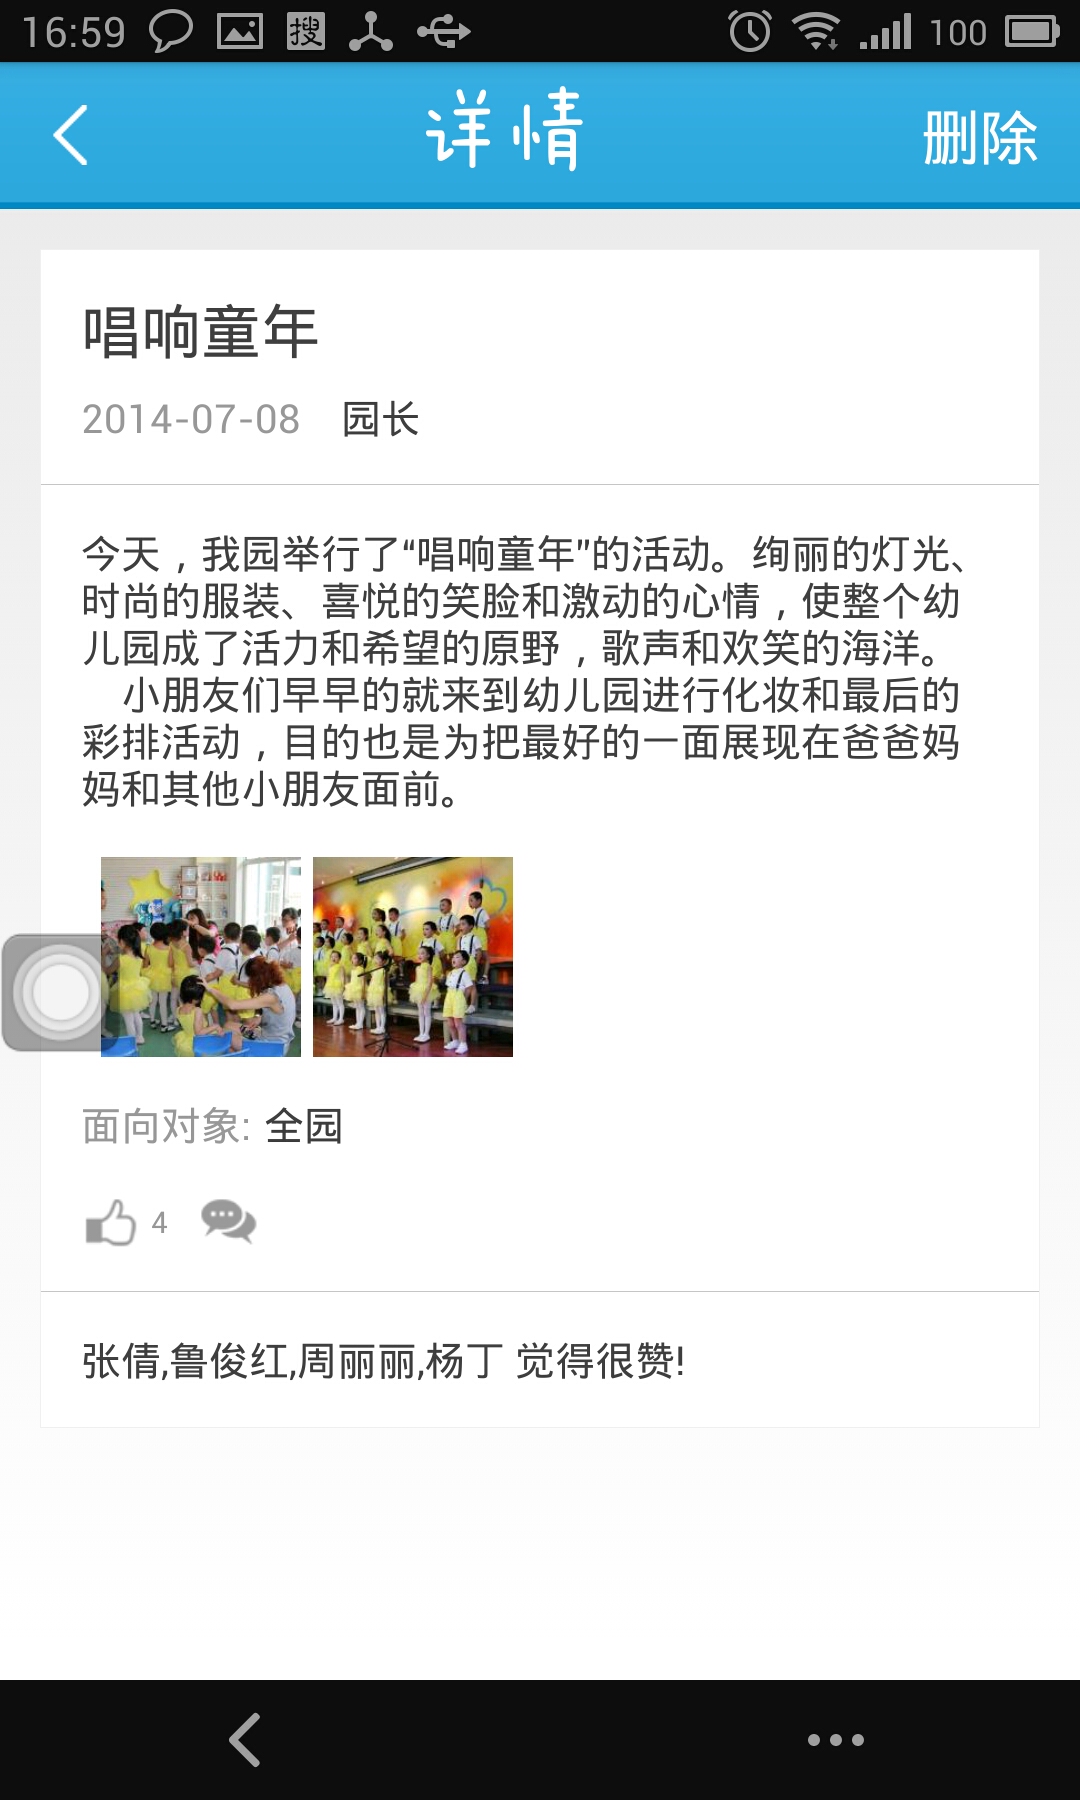 16:59 搜 100
详情 删除
唱响童年
2014-07-08 园长
今天，我园举行了“唱响童年”的活动。绚丽的灯光、
时尚的服装、喜悦的笑脸和激动的心情，使整个幼
儿园成了活力和希望的原野，歌声和欢笑的海洋。
小朋友们早早的就来到幼儿园进行化妆和最后的
彩排活动，目的也是为把最好的一面展现在爸爸妈
妈和其他小朋友面前。
面向对象: 全园
4
张倩,鲁俊红,周丽丽,杨丁 觉得很赞!